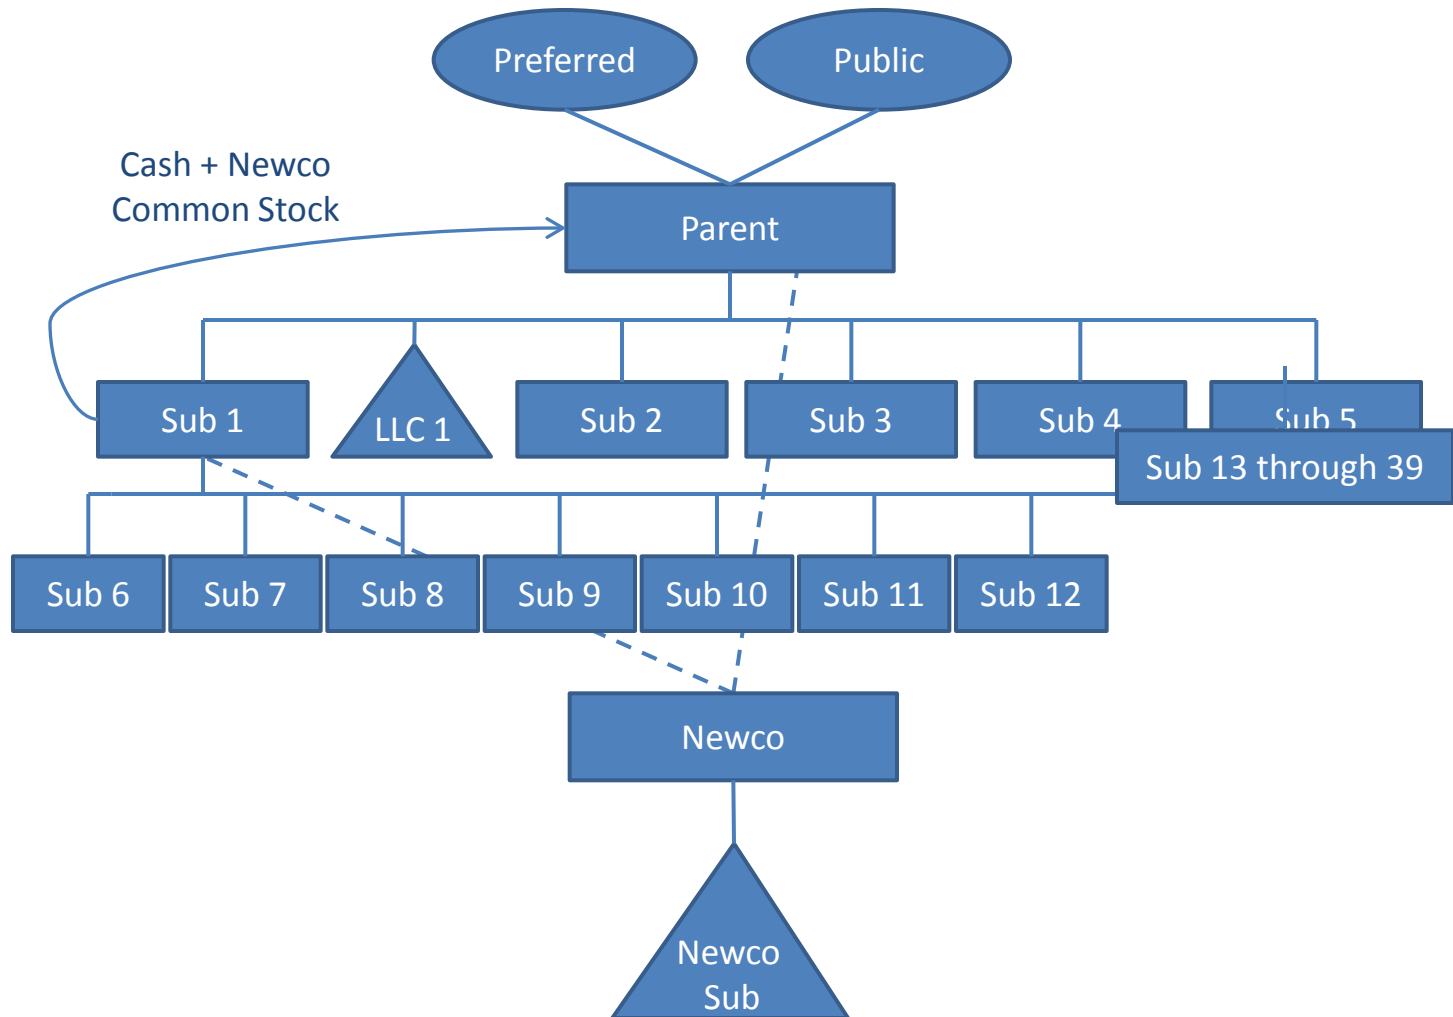 Preferred
Public
Cash + Newco
Common Stock
Parent
Sub 1
LLC 1
Sub 2
Sub 3
Sub 4
Sub 5
Sub 13 through 39
Sub 6
Sub 7
Sub 8
Sub 9
Sub 10
Sub 11
Sub 12
Newco
Newco
Sub